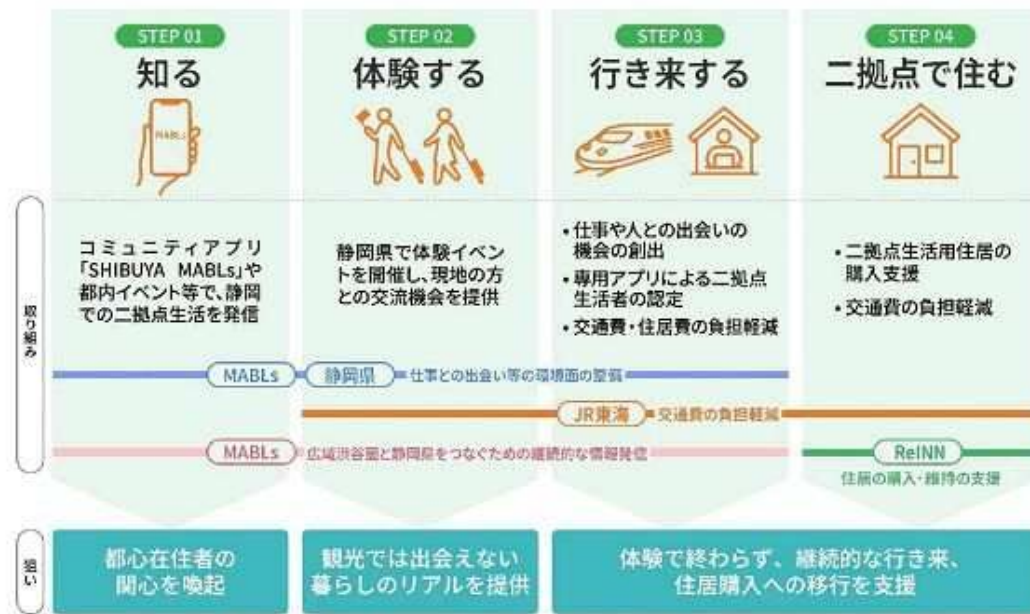 STEP 01
知る
MABLs
STEP 02
体験する
STEP 03
行き来する
STEP 04
二拠点で住む
取り組み
コミュニティアプリ
「SHIBUYA MABLs」や
都内イベント等で、静岡
での二拠点生活を発信
静岡県で体験イベン
トを開催し、現地の方
との交流機会を提供
・仕事や人との出会いの
機会の創出
・専用アプリによる二拠点
生活者の認定
・交通費・住居費の負担軽減
・二拠点生活用住居の
購入支援
・交通費の負担軽減
MABLs 静岡県 仕事との出会い等の環境面の整備
JR東海 交通費の負担軽減
MABLs 広域渋谷圏と静岡県をつなぐための継続的な情報発信
ReINN
住居の購入・維持の支援
狙い
都心在住者の
関心を喚起
観光では出会えない
暮らしのリアルを提供
体験で終わらず、継続的な行き来、
住居購入への移行を支援